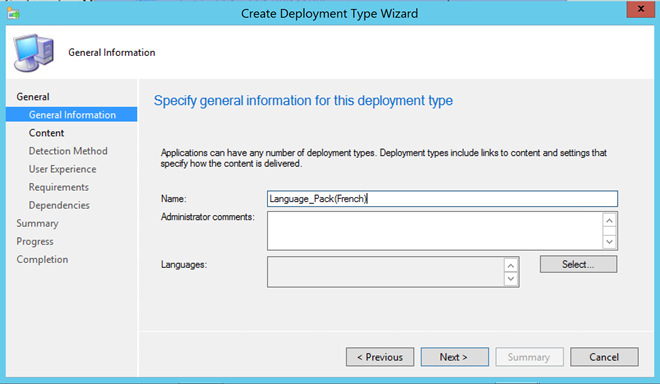 Create Deployment Type Wizard
x
General Information
General
General Information
Content
Detection Method
User Experience
Requirements
Dependencies
Summary
Progress
Completion
Specify general information for this deployment type
Applications can have any number of deployment types. Deployment types include links to content and settings that
specify how the content is delivered.
Name:
Language_Pack(French)
Administrator comments:
Languages:
Select...
< Previous
Next >
Summary
Cancel